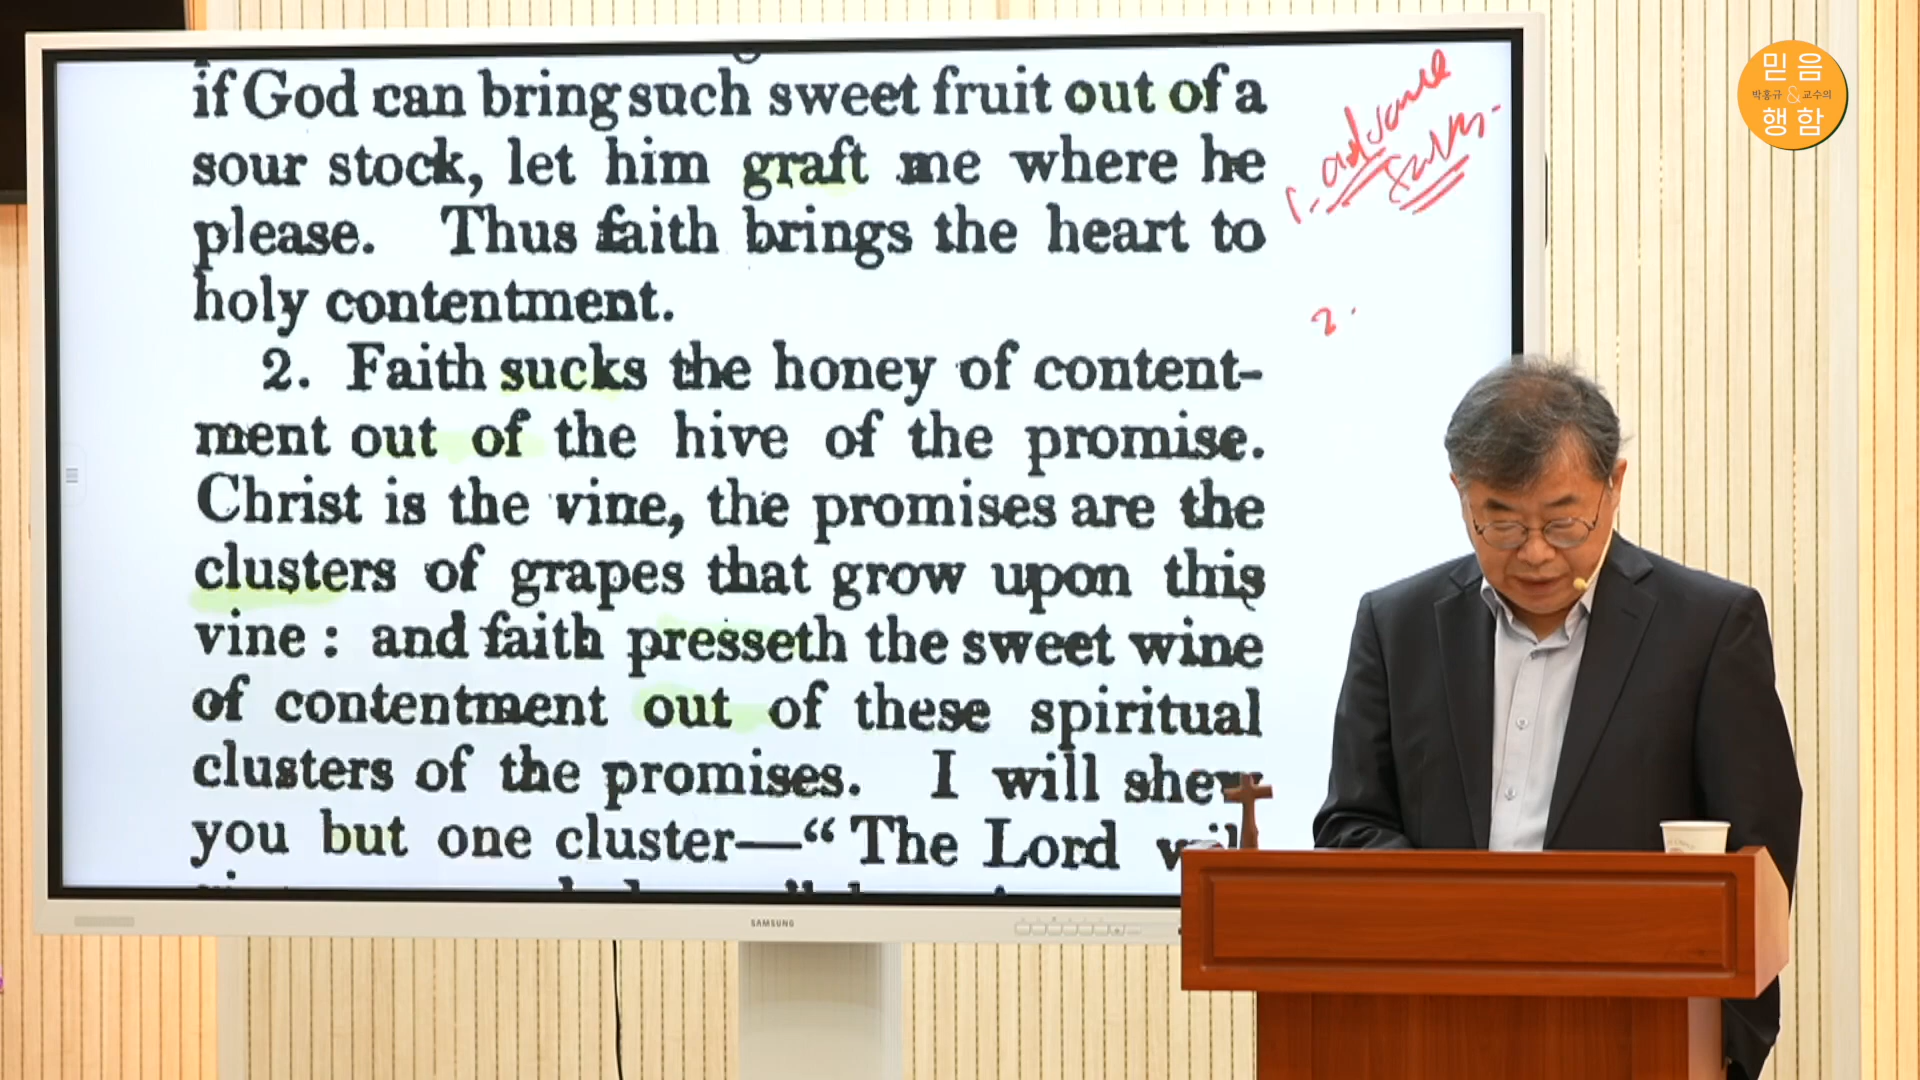 if God can bring such sweet fruit out of a
sour stock, let him graft me where he
please. Thus faith brings the heart to
holy contentment.
2. Faith sucks the honey of content-
ment out of the hive of the promise.
Christ is the vine, the promises are the
clusters of grapes that grow upon this
vine : and faith presseth the sweet wine
of contentment out of these spiritual
clusters of the promises. I will shew
you but one cluster—“ The Lord will
1.
2.
SAMSUNG
믿음
박홍규 & 교수의
행함